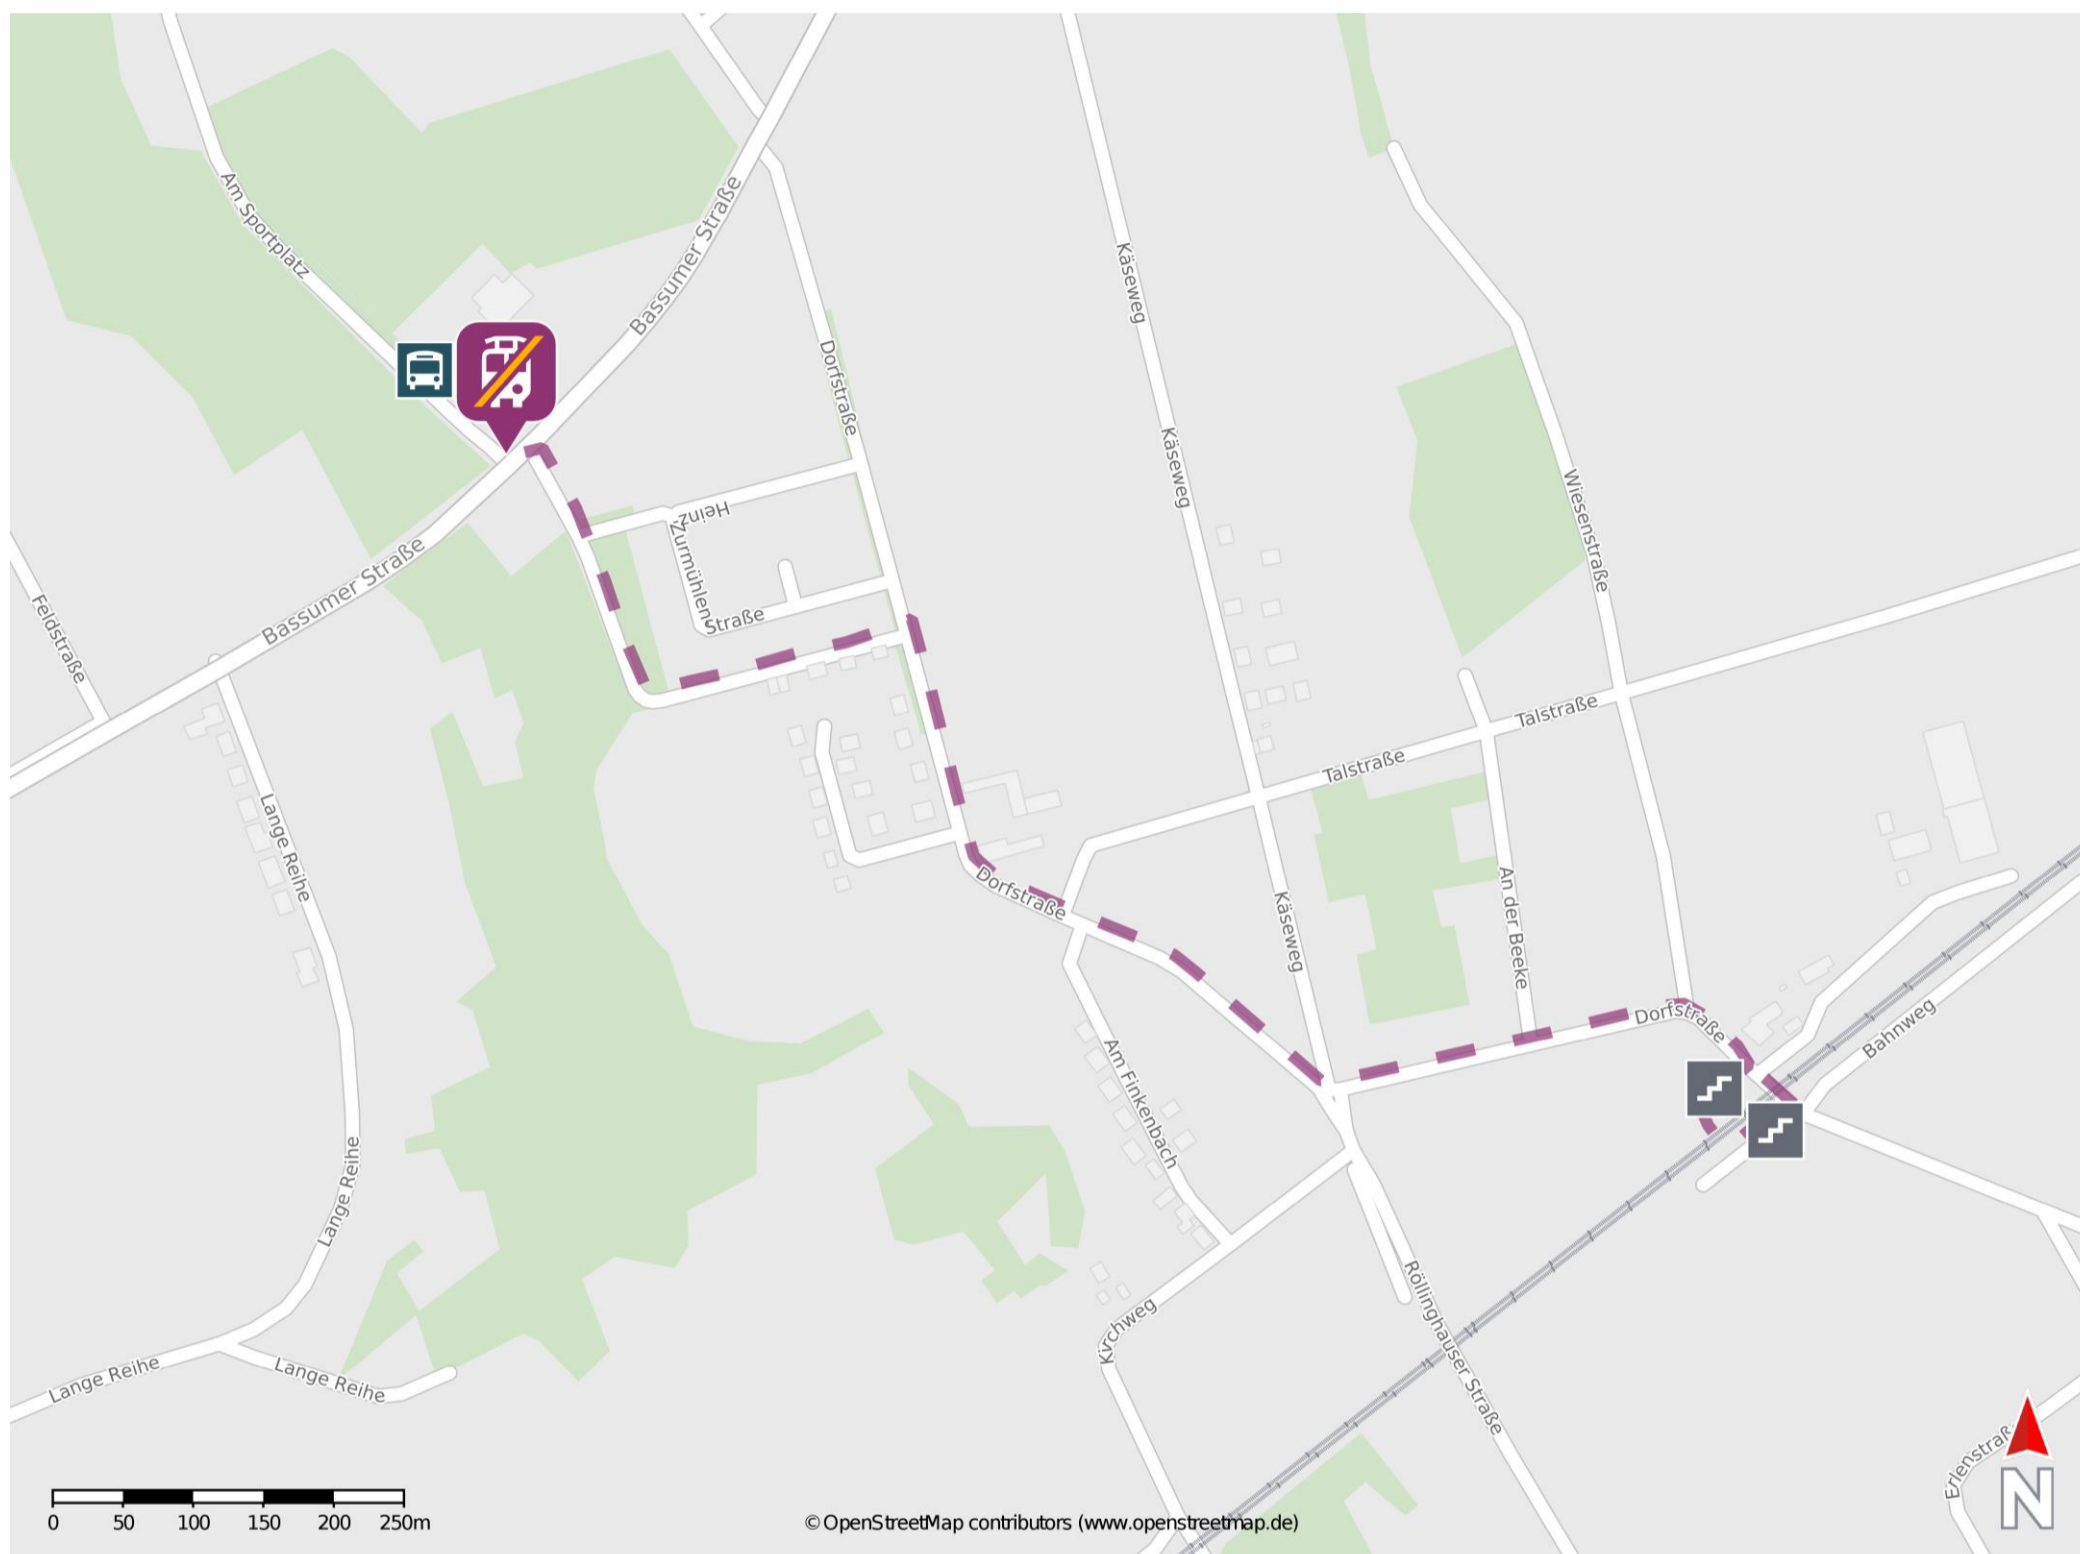 Am Sportplatz
Bassumer Straße
Käseweg
Dorfstraße
Käseweg
Wiesenstraße
Heinz-
Zurmühlen-
Straße
Bassumer Straße
Feldstraße
Talstraße
Talstraße
Lange Reihe
Dorfstraße
Käseweg
An der Beeke
Dorfstraße
Bahnweg
Am Finkenbach
Lange Reihe
Röllinghauser Straße
Kirchweg
Lange Reihe
Lange Reihe
Erlenstraß
N
0 50 100 150 200 250m
© OpenStreetMap contributors (www.openstreetmap.de)